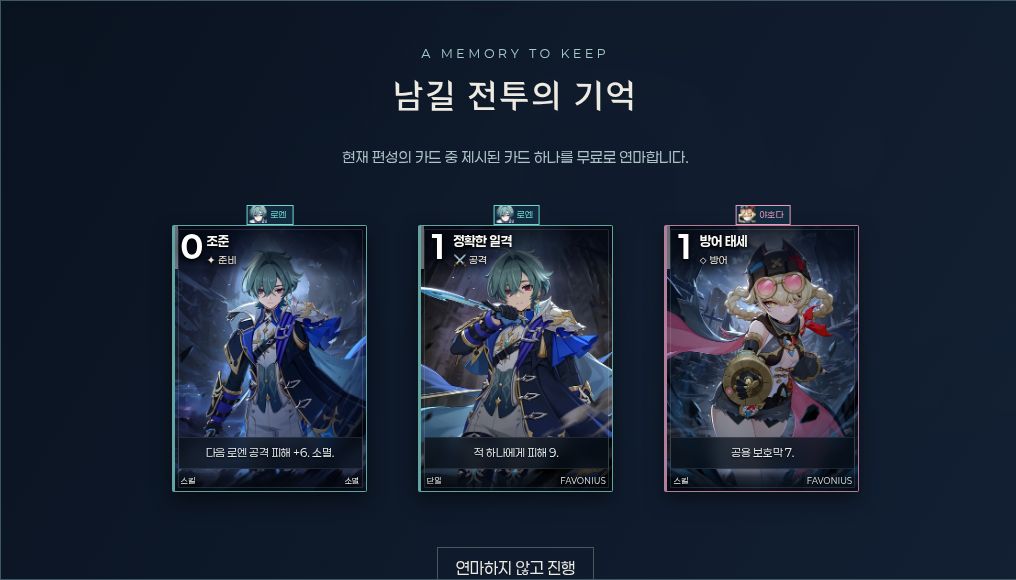 A MEMORY TO KEEP
남길 전투의 기억
현재 편성의 카드 중 제시된 카드 하나를 무료로 연마합니다.
로엔
0 조준
✦ 준비
다음 로엔 공격 피해 +6. 소멸.
스킬 소멸
로엔
1 정확한 일격
⚔ 공격
적 하나에게 피해 9.
단일 FAVONIUS
야호다
1 방어 태세
◇ 방어
공용 보호막 7.
스킬 FAVONIUS
연마하지 않고 진행